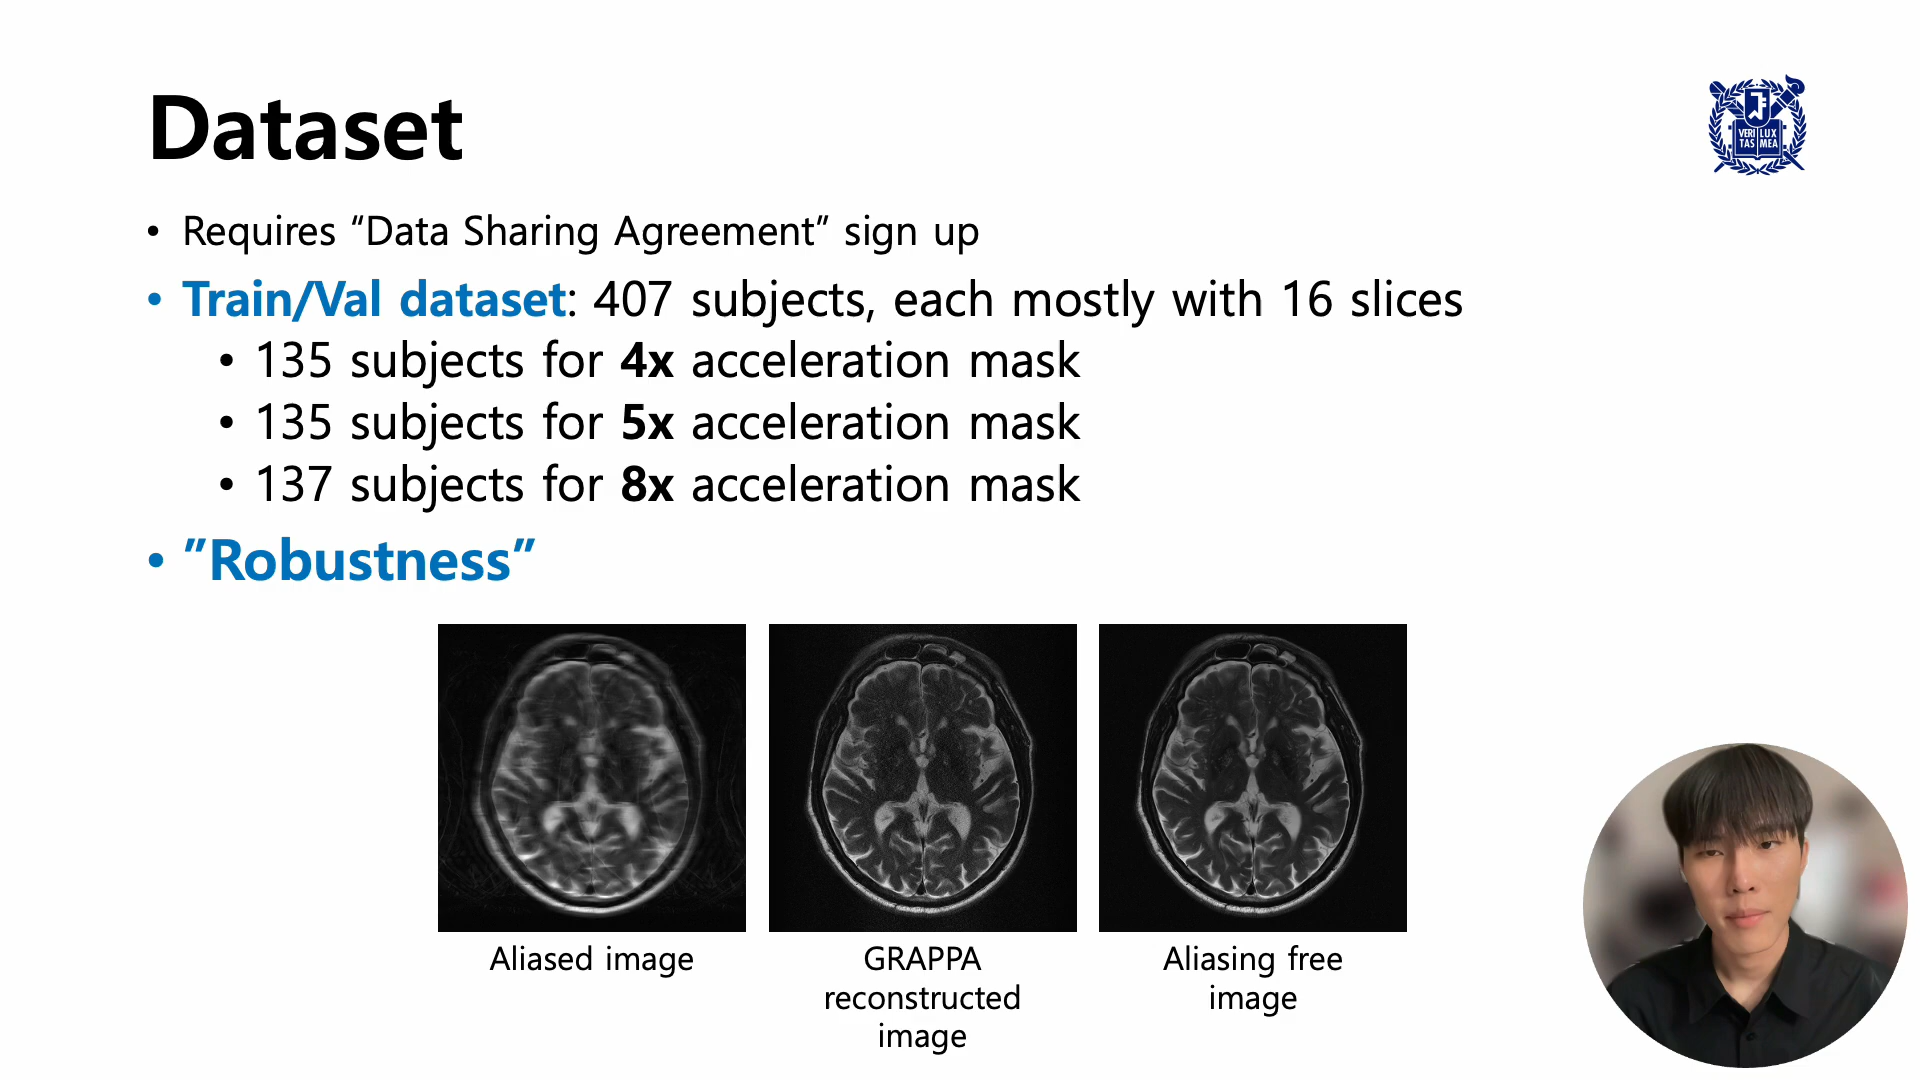 Dataset
VERI LUX
TAS MEA
• Requires “Data Sharing Agreement” sign up
• Train/Val dataset: 407 subjects, each mostly with 16 slices
• 135 subjects for 4x acceleration mask
• 135 subjects for 5x acceleration mask
• 137 subjects for 8x acceleration mask
• ”Robustness”
Aliased image
GRAPPA
reconstructed
image
Aliasing free
image